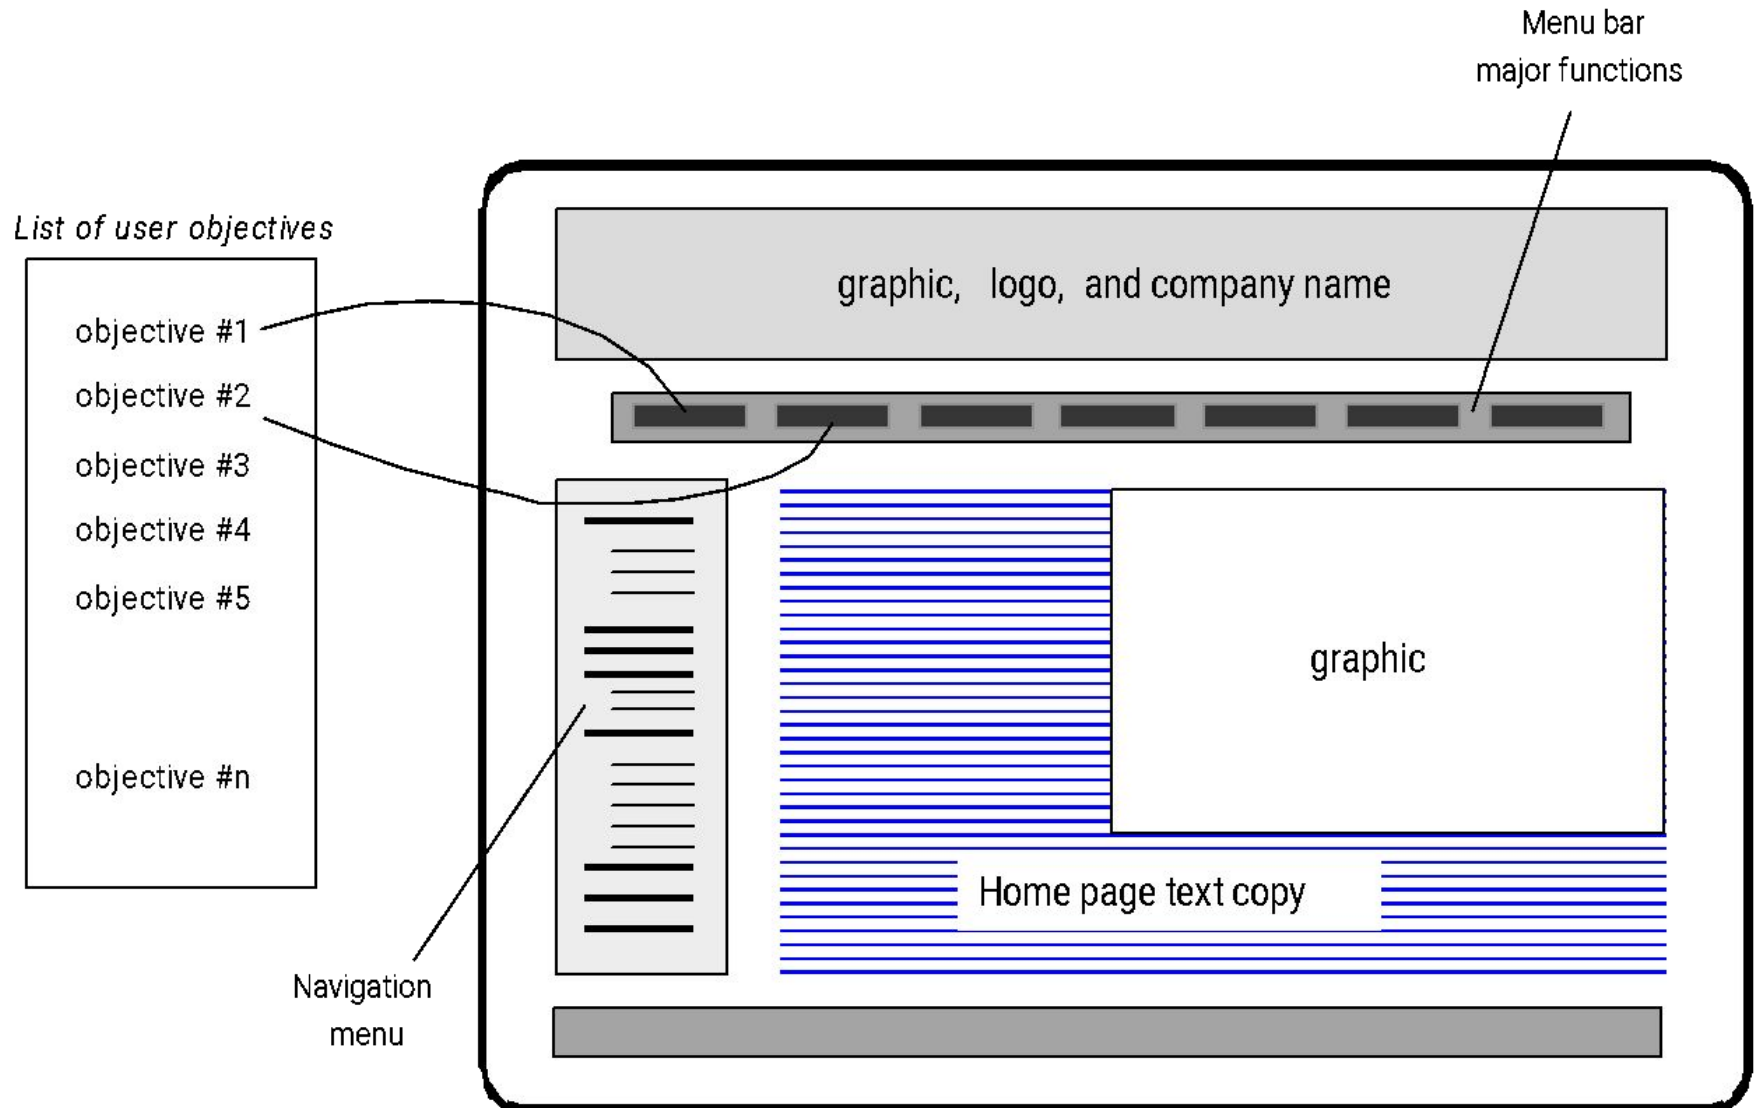 Menu bar
major functions
List of user objectives
graphic, logo, and company name
objective #1
objective #2
objective #3
objective #4
objective #5
objective #n
graphic
Home page text copy
Navigation
menu